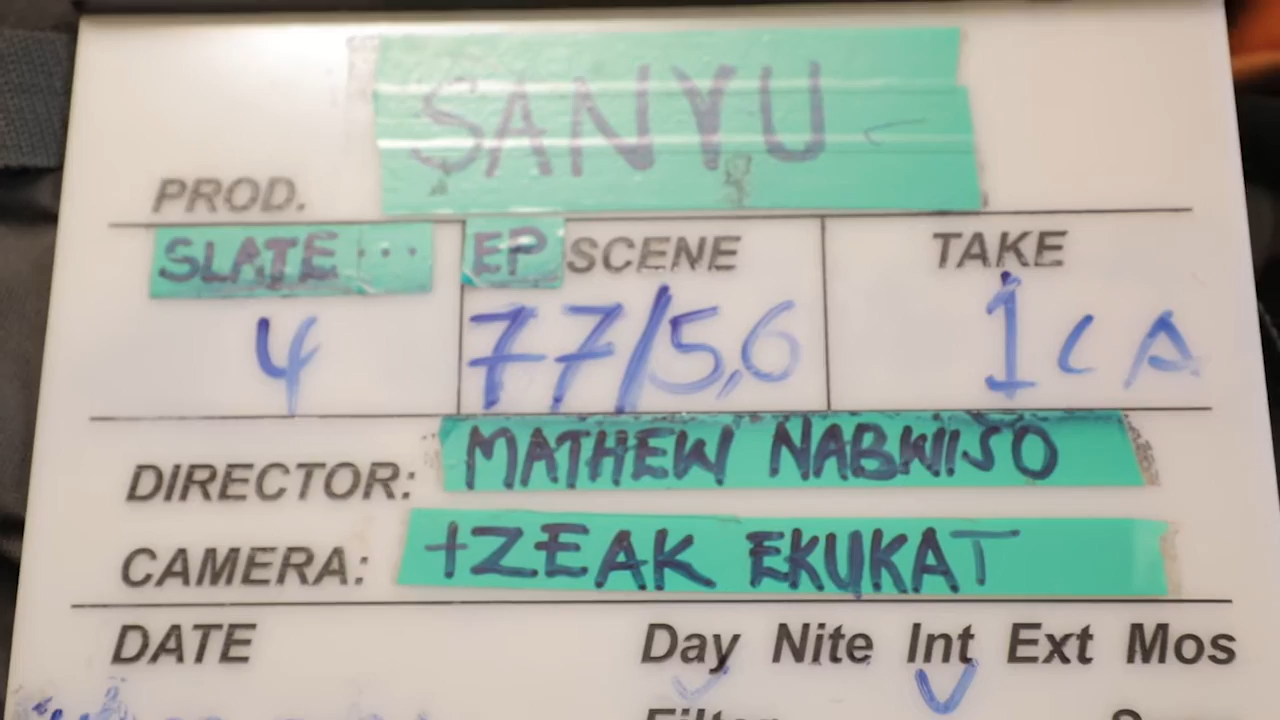 SANYU
PROD.
SLATE EP SCENE TAKE
4 77/5,6 1 C A
DIRECTOR: MATHEW NABWISO
CAMERA: IZEAK EKUKAT
DATE Day Nite Int Ext Mos